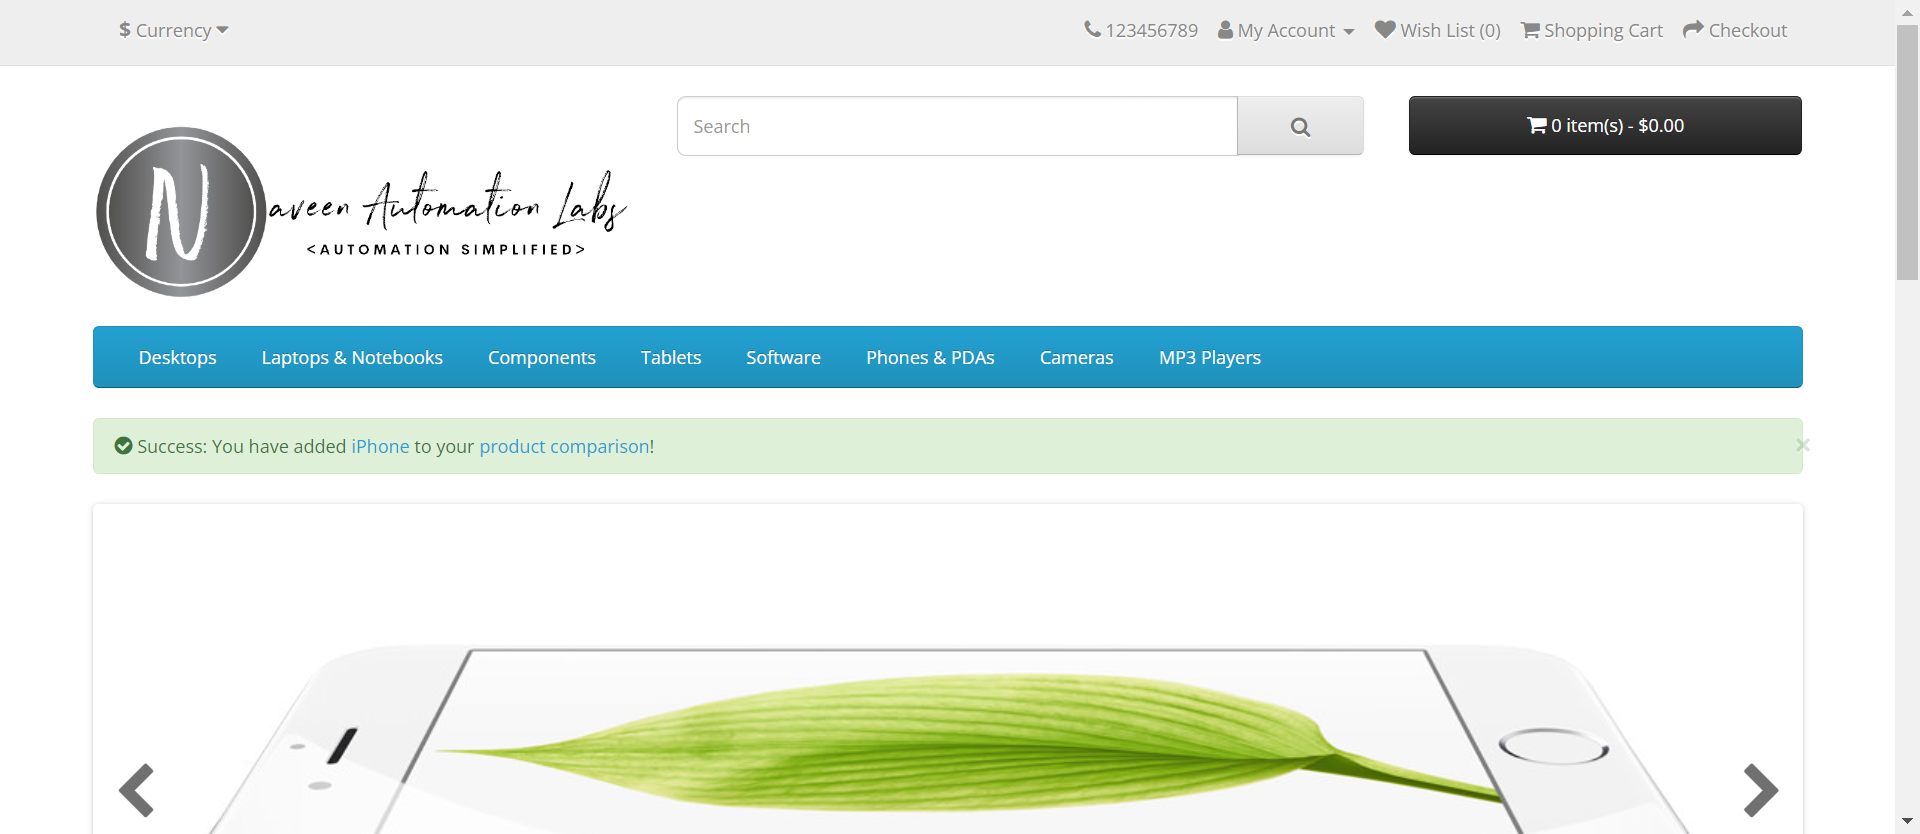 $ Currency
123456789 My Account Wish List (0) Shopping Cart Checkout
Search
0 item(s) - $0.00
Naveen Automation Labs
<AUTOMATION SIMPLIFIED>
Desktops Laptops & Notebooks Components Tablets Software Phones & PDAs Cameras MP3 Players
Success: You have added iPhone to your product comparison!
×